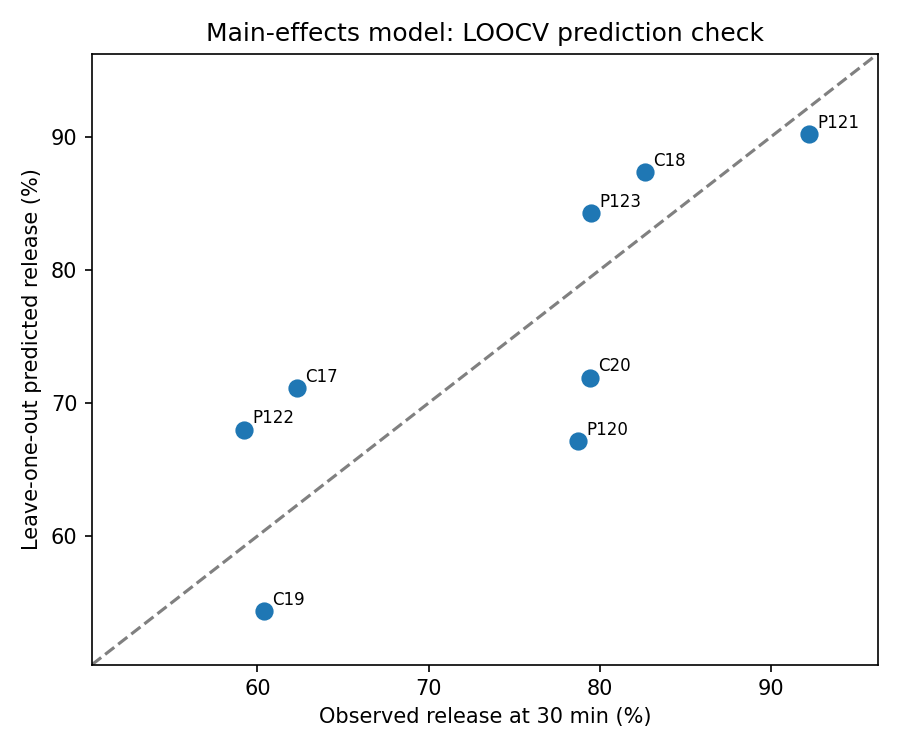 Main-effects model: LOOCV prediction check
Leave-one-out predicted release (%)
90
80
70
60
P121
C18
P123
C20
C17
P122
P120
C19
60
70
80
90
Observed release at 30 min (%)